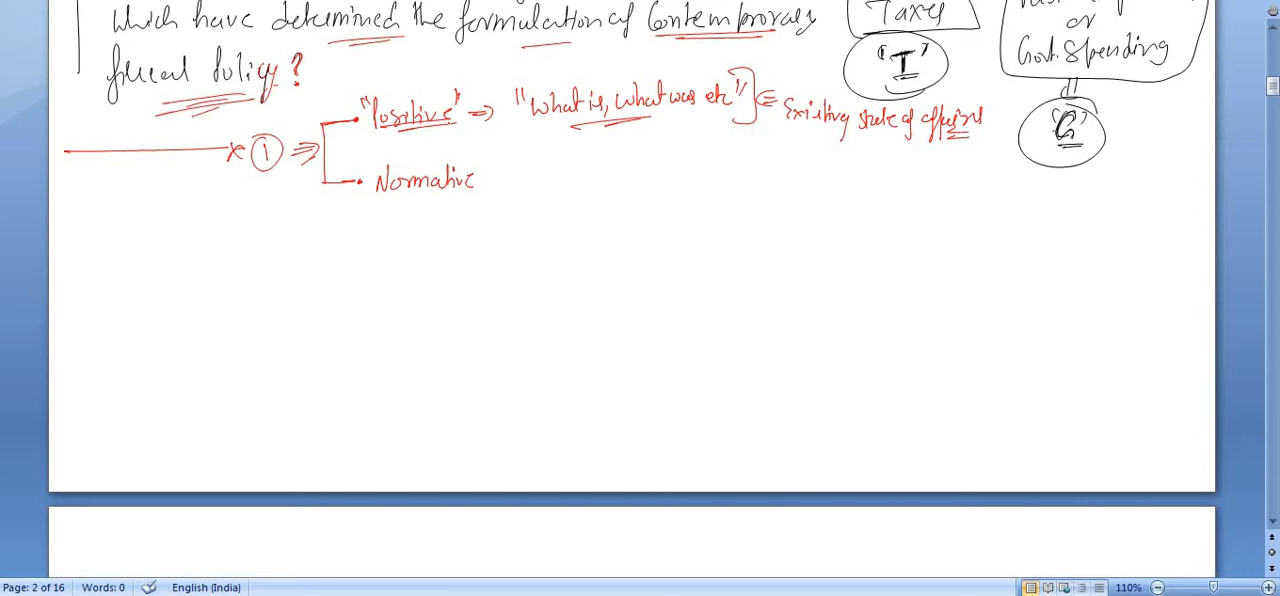 which have determined the formulation of Contemporary
fiscal policy?
Taxes
"T"
or
Govt. Spending
"G"
"Positive" ⇒ "What is, What was etc" ⇐ Existing state of affairs
① ⇒
Normative
Page: 2 of 16 Words: 0 English (India) 110%